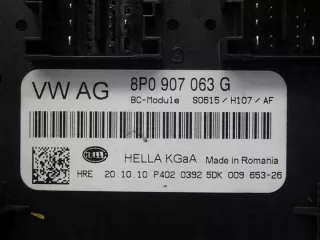 VW AG 8P0 907 063 G
BC-Module S0615/H107/AF
HELLA
HELLA KGaA Made in Romania
HRE 20.10.10 P402 0392 5DK 009 653-26